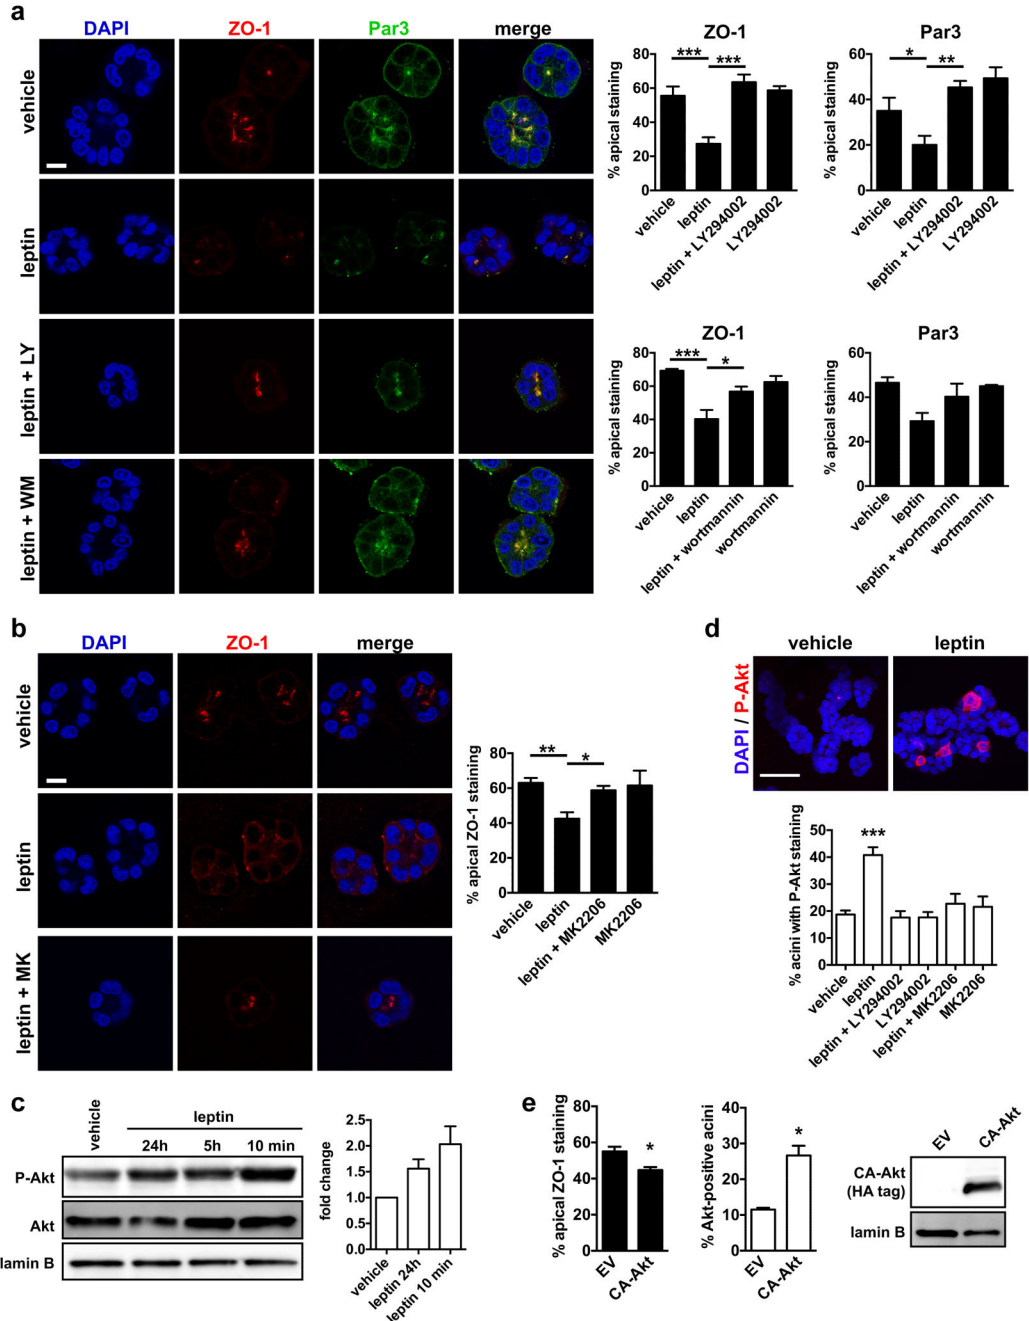 a
DAPI ZO-1 Par3 merge
vehicle
leptin
leptin + LY
leptin + WM
ZO-1
% apical staining
80
60
40
20
0
*** ***
vehicle
leptin
leptin + LY294002
LY294002
Par3
% apical staining
60
40
20
0
* **
vehicle
leptin
leptin + LY294002
LY294002
ZO-1
% apical staining
80
60
40
20
0
*** *
vehicle
leptin
leptin + wortmannin
wortmannin
Par3
% apical staining
60
40
20
0
vehicle
leptin
leptin + wortmannin
wortmannin
b
DAPI ZO-1 merge
vehicle
leptin
leptin + MK
% apical ZO-1 staining
80
60
40
20
0
** *
vehicle
leptin
leptin + MK2206
MK2206
d
vehicle leptin
DAPI / P-Akt
% acini with P-Akt staining
50
40
30
20
10
0
***
vehicle
leptin
leptin + LY294002
LY294002
leptin + MK2206
MK2206
c
vehicle
leptin
24h 5h 10 min
P-Akt
Akt
lamin B
fold change
2.5
2.0
1.5
1.0
0.5
0.0
vehicle
leptin 24h
leptin 10 min
e
% apical ZO-1 staining
80
60
40
20
0
*
EV
CA-Akt
% Akt-positive acini
40
30
20
10
0
*
EV
CA-Akt
EV
CA-Akt
CA-Akt
(HA tag)
lamin B